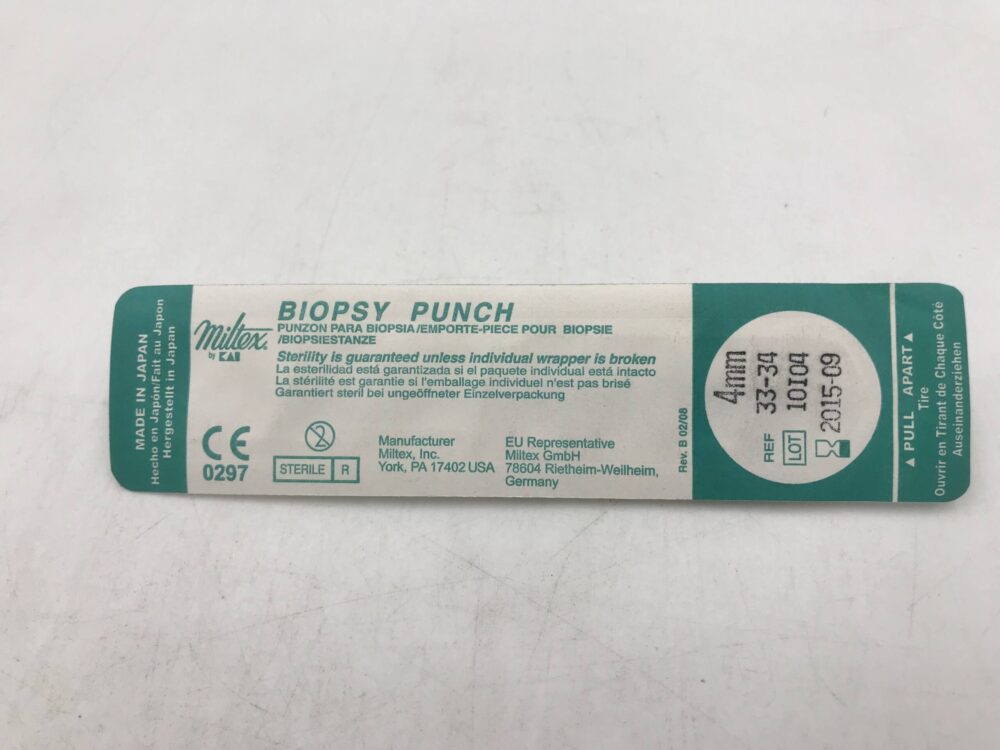 MADE IN JAPAN
Hecho en Japón/Fait au Japon
Hergestellt in Japan
Miltex
by KAI
BIOPSY PUNCH
PUNZON PARA BIOPSIA/EMPORTE-PIECE POUR BIOPSIE
/BIOPSIESTANZE
Sterility is guaranteed unless individual wrapper is broken
La esterilidad está garantizada si el paquete individual está intacto
La stérilité est garantie si l'emballage individuel n'est pas brisé
Garantiert steril bei ungeöffneter Einzelverpackung
CE
0297
2
STERILE R
Manufacturer
Miltex, Inc.
York, PA 17402 USA
EU Representative
Miltex GmbH
78604 Rietheim-Weilheim,
Germany
Rev. B 02/08
4mm
REF 33-34
LOT 10I04
2015-09
▲ PULL APART ▲
Tire
Ouvrir en Tirant de Chaque Côté
Auseinanderziehen